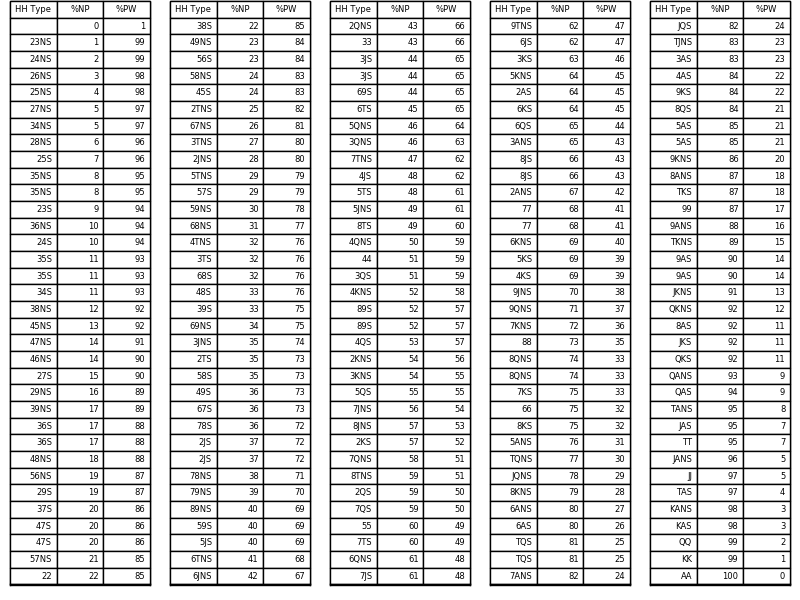 HH Type %NP %PW
0 1
23NS 1 99
24NS 2 99
26NS 3 98
25NS 4 98
27NS 5 97
34NS 5 97
28NS 6 96
25S 7 96
35NS 8 95
35NS 8 95
23S 9 94
36NS 10 94
24S 10 94
35S 11 93
35S 11 93
34S 11 93
38NS 12 92
45NS 13 92
47NS 14 91
46NS 14 90
27S 15 90
29NS 16 89
39NS 17 89
36S 17 88
36S 17 88
48NS 18 88
56NS 19 87
29S 19 87
37S 20 86
47S 20 86
47S 20 86
57NS 21 85
22 22 85
HH Type %NP %PW
38S 22 85
49NS 23 84
56S 23 84
58NS 24 83
45S 24 83
2TNS 25 82
67NS 26 81
3TNS 27 80
2JNS 28 80
5TNS 29 79
57S 29 79
59NS 30 78
68NS 31 77
4TNS 32 76
3TS 32 76
68S 32 76
48S 33 76
39S 33 75
69NS 34 75
3JNS 35 74
2TS 35 73
58S 35 73
49S 36 73
67S 36 73
78S 36 72
2JS 37 72
2JS 37 72
78NS 38 71
79NS 39 70
89NS 40 69
59S 40 69
5JS 40 69
6TNS 41 68
6JNS 42 67
HH Type %NP %PW
2QNS 43 66
33 43 66
3JS 44 65
3JS 44 65
69S 44 65
6TS 45 65
5QNS 46 64
3QNS 46 63
7TNS 47 62
4JS 48 62
5TS 48 61
5JNS 49 61
8TS 49 60
4QNS 50 59
44 51 59
3QS 51 59
4KNS 52 58
89S 52 57
89S 52 57
4QS 53 57
2KNS 54 56
3KNS 54 55
5QS 55 55
7JNS 56 54
8JNS 57 53
2KS 57 52
7QNS 58 51
8TNS 59 51
2QS 59 50
7QS 59 50
55 60 49
7TS 60 49
6QNS 61 48
7JS 61 48
HH Type %NP %PW
9TNS 62 47
6JS 62 47
3KS 63 46
5KNS 64 45
2AS 64 45
6KS 64 45
6QS 65 44
3ANS 65 43
8JS 66 43
8JS 66 43
2ANS 67 42
77 68 41
77 68 41
6KNS 69 40
5KS 69 39
4KS 69 39
9JNS 70 38
9QNS 71 37
7KNS 72 36
88 73 35
8QNS 74 33
8QNS 74 33
7KS 75 33
66 75 32
8KS 75 32
5ANS 76 31
TQNS 77 30
JQNS 78 29
8KNS 79 28
6ANS 80 27
6AS 80 26
TQS 81 25
TQS 81 25
7ANS 82 24
HH Type %NP %PW
JQS 82 24
TJNS 83 23
3AS 83 23
4AS 84 22
9KS 84 22
8QS 84 21
5AS 85 21
5AS 85 21
9KNS 86 20
8ANS 87 18
TKS 87 18
99 87 17
9ANS 88 16
TKNS 89 15
9AS 90 14
9AS 90 14
JKNS 91 13
QKNS 92 12
8AS 92 11
JKS 92 11
QKS 92 11
QANS 93 9
QAS 94 9
TANS 95 8
JAS 95 7
TT 95 7
JANS 96 5
JJ 97 5
TAS 97 4
KANS 98 3
KAS 98 3
QQ 99 2
KK 99 1
AA 100 0